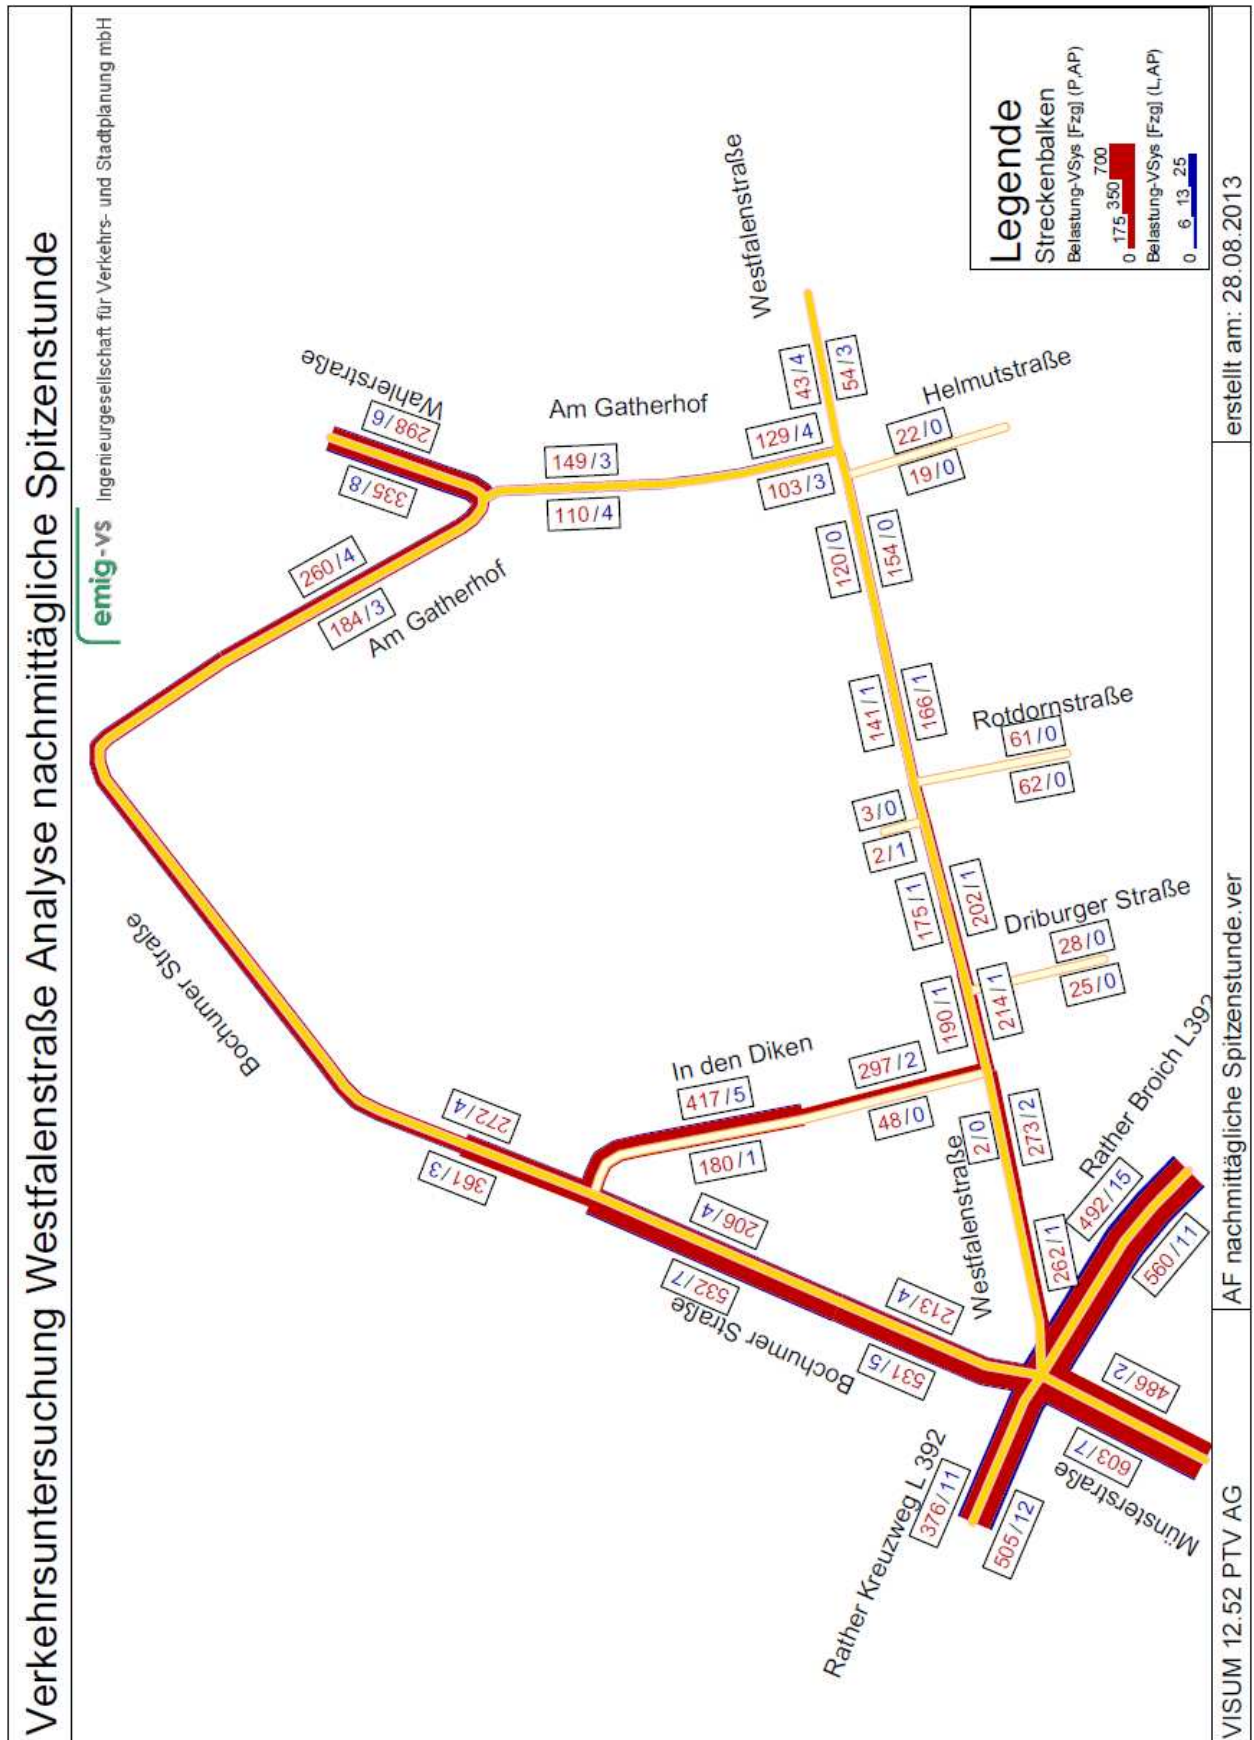 Verkehrsuntersuchung Westfalenstraße Analyse nachmittägliche Spitzenstunde
emig-vs Ingenieurgesellschaft für Verkehrs- und Stadtplanung mbH
Wahlerstraße
298/6
335/8
Am Gatherhof
149/3
110/4
260/4
184/3
Am Gatherhof
129/4
103/3
Westfalenstraße
43/4
54/3
Helmutstraße
22/0
19/0
120/0
154/0
141/1
166/1
Rotdornstraße
61/0
62/0
3/0
2/1
175/1
202/1
Driburger Straße
28/0
25/0
190/1
214/1
Bochumer Straße
272/4
361/3
In den Diken
417/5
180/1
297/2
48/0
206/4
532/7
Bochumer Straße
213/4
531/5
Westfalenstraße
2/0
273/2
262/1
Rather Broich L392
492/15
560/11
Rather Kreuzweg L 392
376/11
505/12
486/2
603/7
Münsterstraße
Legende
Streckenbalken
Belastung-VSys [Fzg] (P,AP)
0 175 350 700
Belastung-VSys [Fzg] (L,AP)
0 6 13 25
VISUM 12.52 PTV AG
AF nachmittägliche Spitzenstunde.ver
erstellt am: 28.08.2013